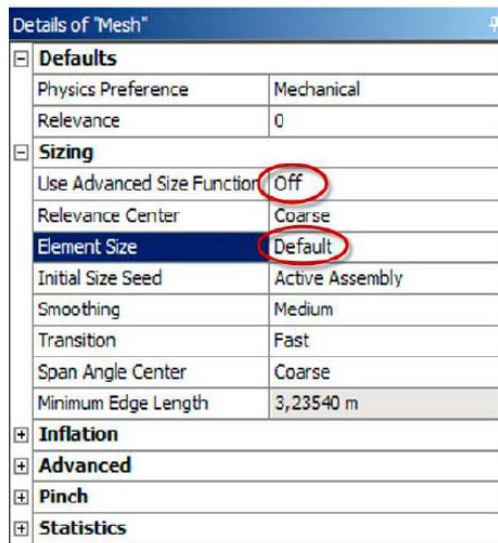 Details of "Mesh"
Defaults
Physics Preference Mechanical
Relevance 0
Sizing
Use Advanced Size Function Off
Relevance Center Coarse
Element Size Default
Initial Size Seed Active Assembly
Smoothing Medium
Transition Fast
Span Angle Center Coarse
Minimum Edge Length 3,23540 m
Inflation
Advanced
Pinch
Statistics